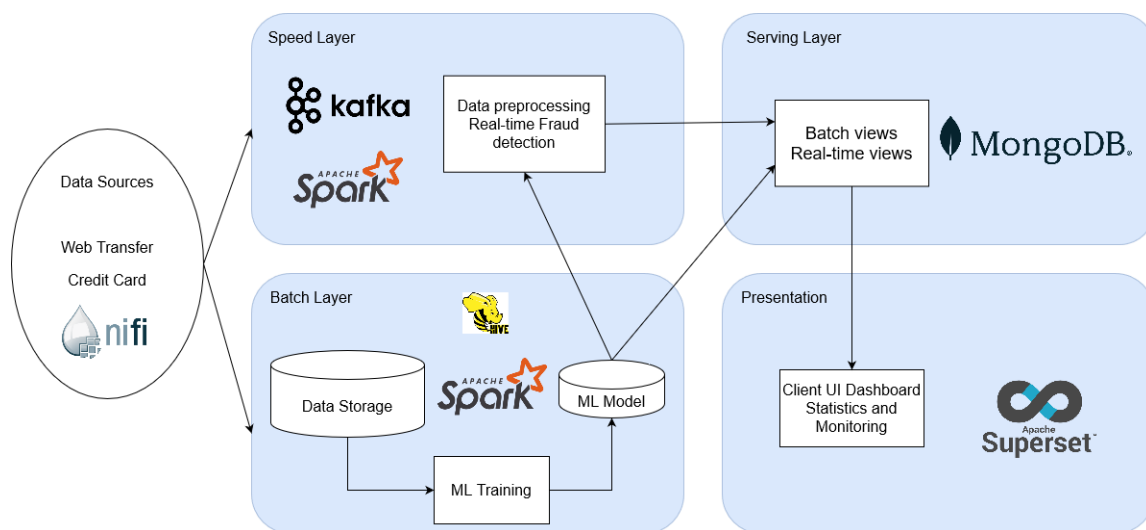 Data Sources
Web Transfer
Credit Card
nifi
Speed Layer
kafka
APACHE
Spark
Data preprocessing
Real-time Fraud
detection
Batch Layer
HIVE
Data Storage
APACHE
Spark
ML Model
ML Training
Serving Layer
Batch views
Real-time views
MongoDB®
Presentation
Client UI Dashboard
Statistics and
Monitoring
Apache
Superset™